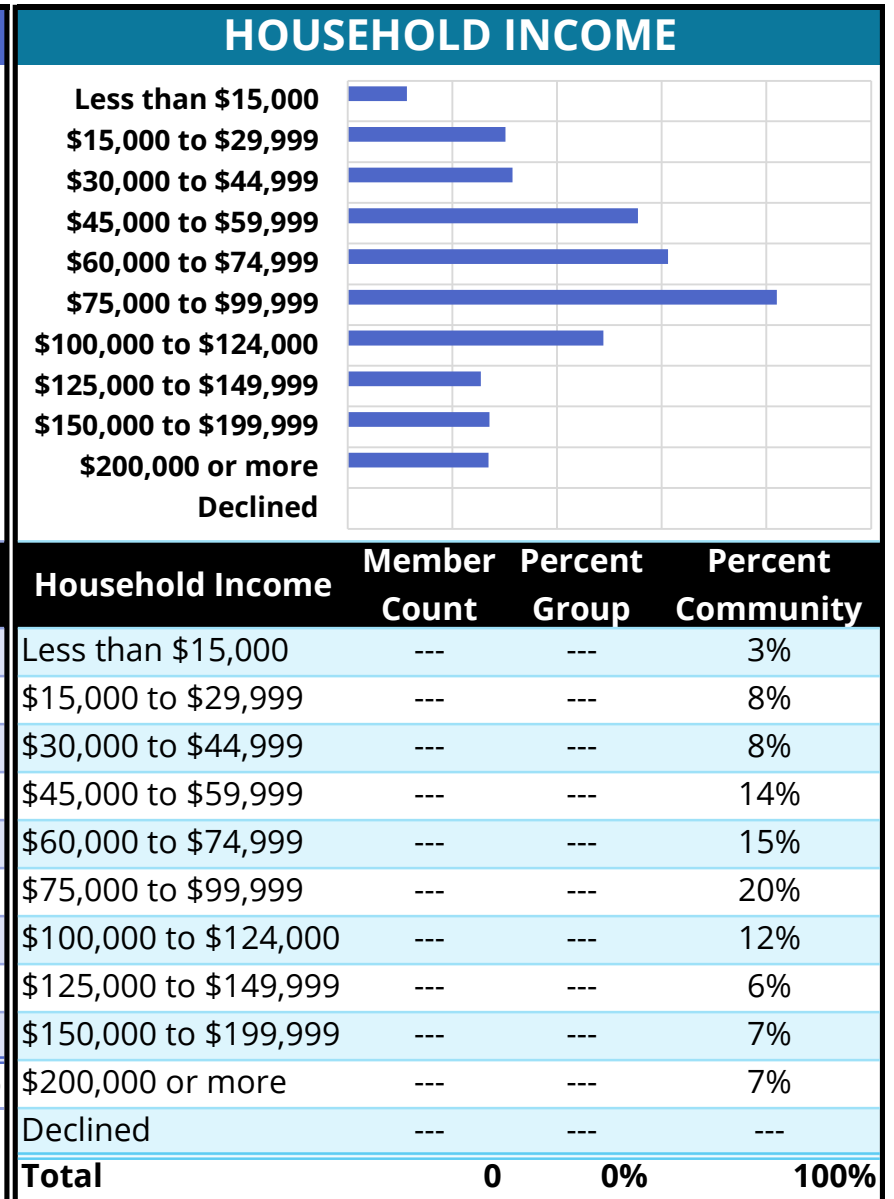 HOUSEHOLD INCOME
Less than $15,000
$15,000 to $29,999
$30,000 to $44,999
$45,000 to $59,999
$60,000 to $74,999
$75,000 to $99,999
$100,000 to $124,000
$125,000 to $149,999
$150,000 to $199,999
$200,000 or more
Declined
Household Income Member Count Percent Group Percent Community
Less than $15,000 --- --- 3%
$15,000 to $29,999 --- --- 8%
$30,000 to $44,999 --- --- 8%
$45,000 to $59,999 --- --- 14%
$60,000 to $74,999 --- --- 15%
$75,000 to $99,999 --- --- 20%
$100,000 to $124,000 --- --- 12%
$125,000 to $149,999 --- --- 6%
$150,000 to $199,999 --- --- 7%
$200,000 or more --- --- 7%
Declined --- --- ---
Total 0 0% 100%